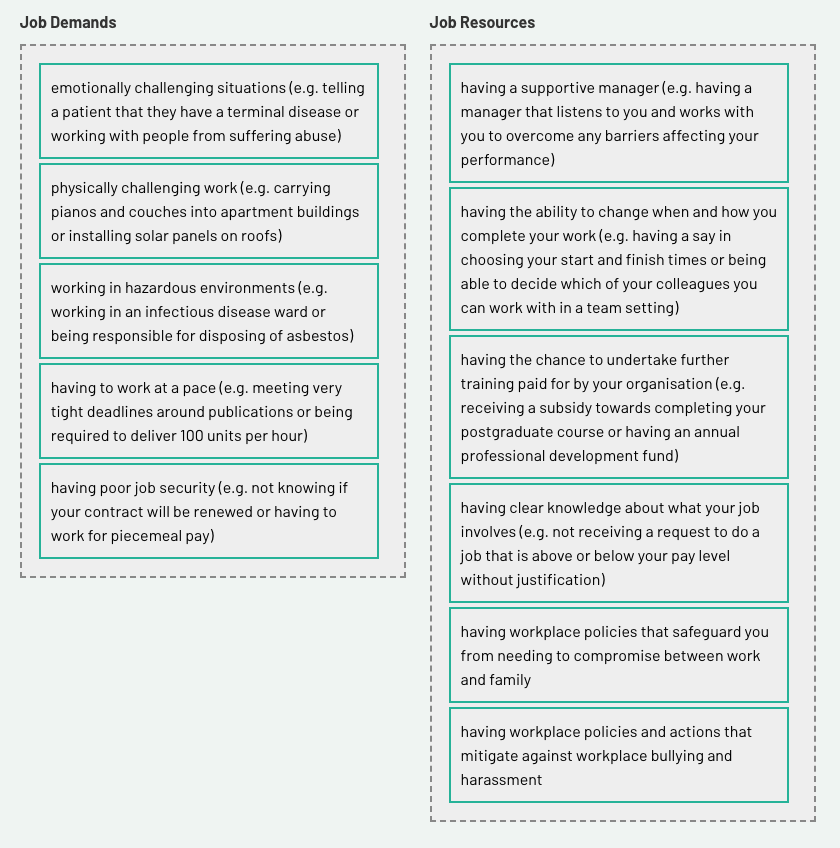 Job Demands
emotionally challenging situations (e.g. telling
a patient that they have a terminal disease or
working with people from suffering abuse)
physically challenging work (e.g. carrying
pianos and couches into apartment buildings
or installing solar panels on roofs)
working in hazardous environments (e.g.
working in an infectious disease ward or
being responsible for disposing of asbestos)
having to work at a pace (e.g. meeting very
tight deadlines around publications or being
required to deliver 100 units per hour)
having poor job security (e.g. not knowing if
your contract will be renewed or having to
work for piecemeal pay)
Job Resources
having a supportive manager (e.g. having a
manager that listens to you and works with
you to overcome any barriers affecting your
performance)
having the ability to change when and how you
complete your work (e.g. having a say in
choosing your start and finish times or being
able to decide which of your colleagues you
can work with in a team setting)
having the chance to undertake further
training paid for by your organisation (e.g.
receiving a subsidy towards completing your
postgraduate course or having an annual
professional development fund)
having clear knowledge about what your job
involves (e.g. not receiving a request to do a
job that is above or below your pay level
without justification)
having workplace policies that safeguard you
from needing to compromise between work
and family
having workplace policies and actions that
mitigate against workplace bullying and
harassment